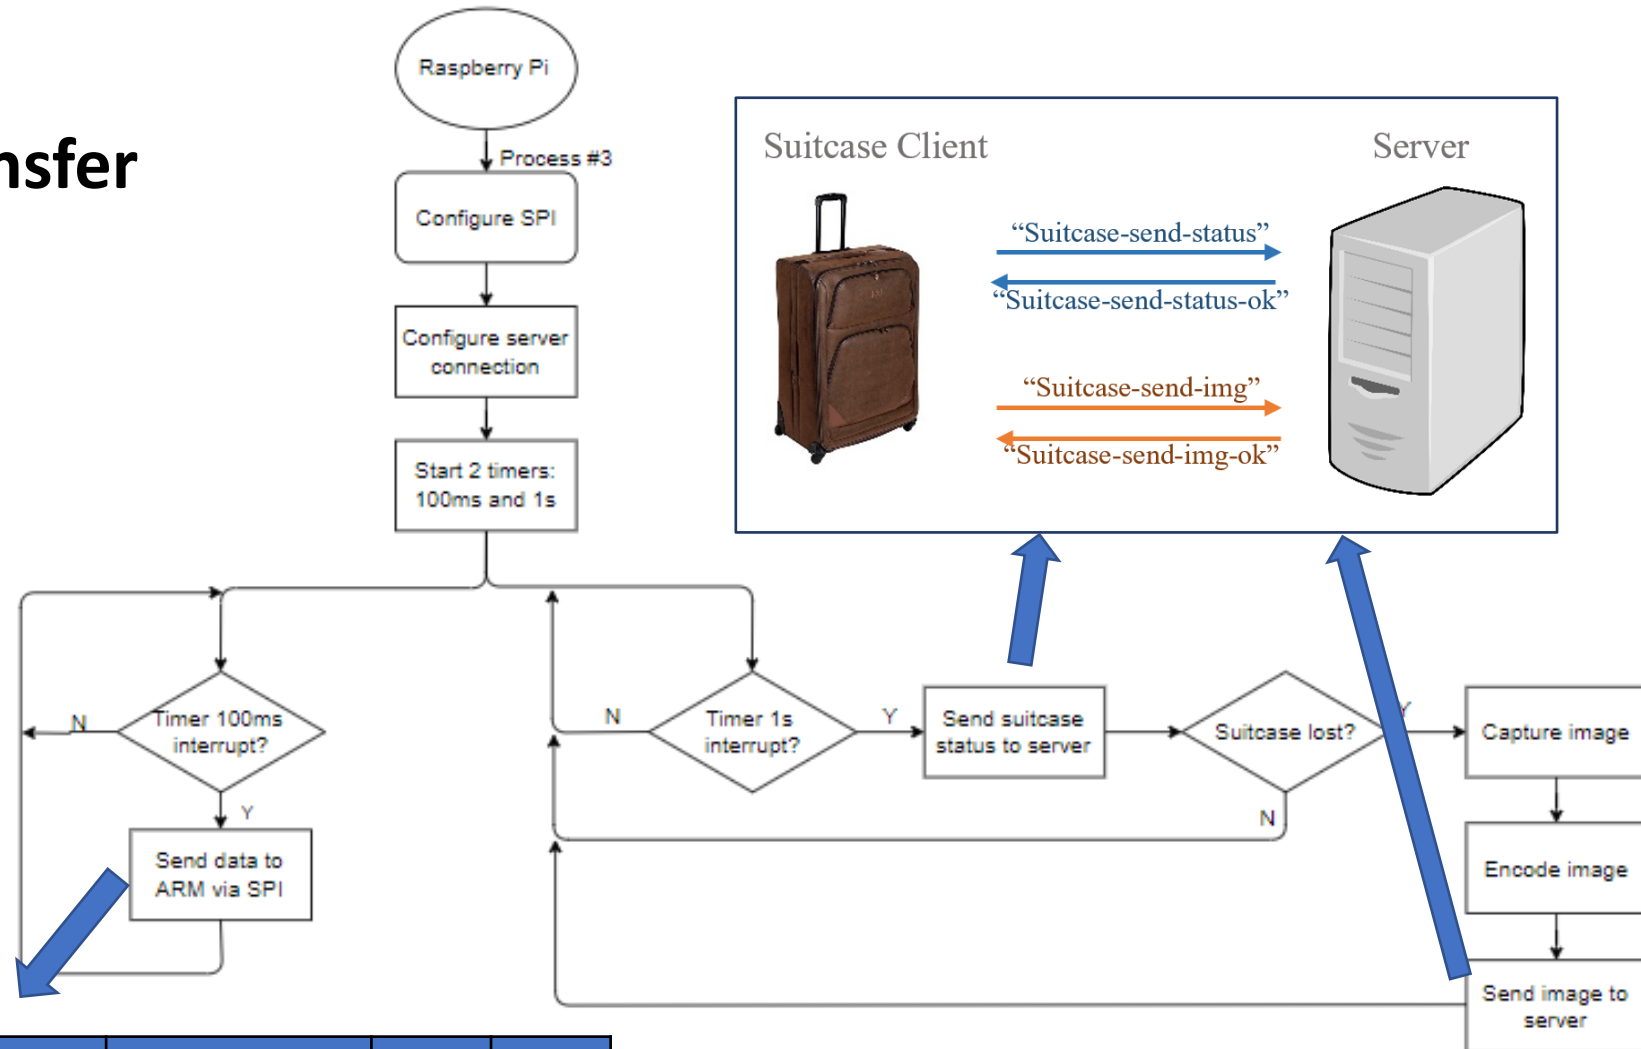 Raspberry Pi
nsfer
Process #3
Configure SPI
Configure server
connection
Start 2 timers:
100ms and 1s
Suitcase Client
Server
“Suitcase-send-status”
“Suitcase-send-status-ok”
“Suitcase-send-img”
“Suitcase-send-img-ok”
N
Timer 100ms
interrupt?
Y
Send data to
ARM via SPI
N
Timer 1s
interrupt?
Y
Send suitcase
status to server
Suitcase lost?
Y
N
Capture image
Encode image
Send image to
server